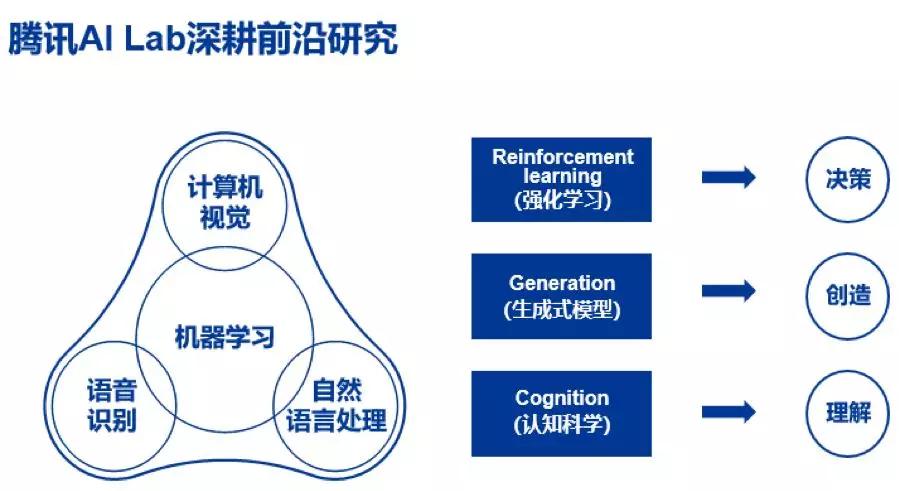 腾讯AI Lab深耕前沿研究
计算机
视觉
机器学习
语音
识别
自然
语言处理
Reinforcement
learning
(强化学习)
决策
Generation
(生成式模型)
创造
Cognition
(认知科学)
理解